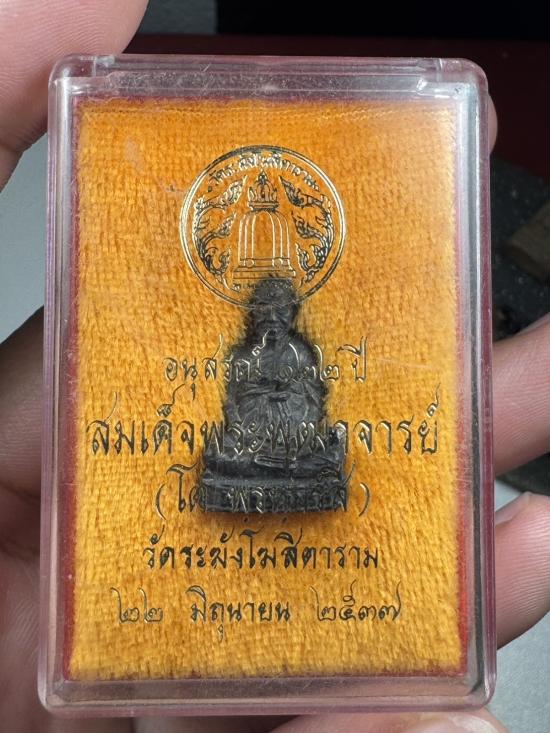 อนุสรณ์ ๑๒๒ ปี
สมเด็จพระพุฒาจารย์
(โต พรหมรังสี)
วัดระฆังโฆสิตาราม
๒๒ มิถุนายน ๒๕๓๗